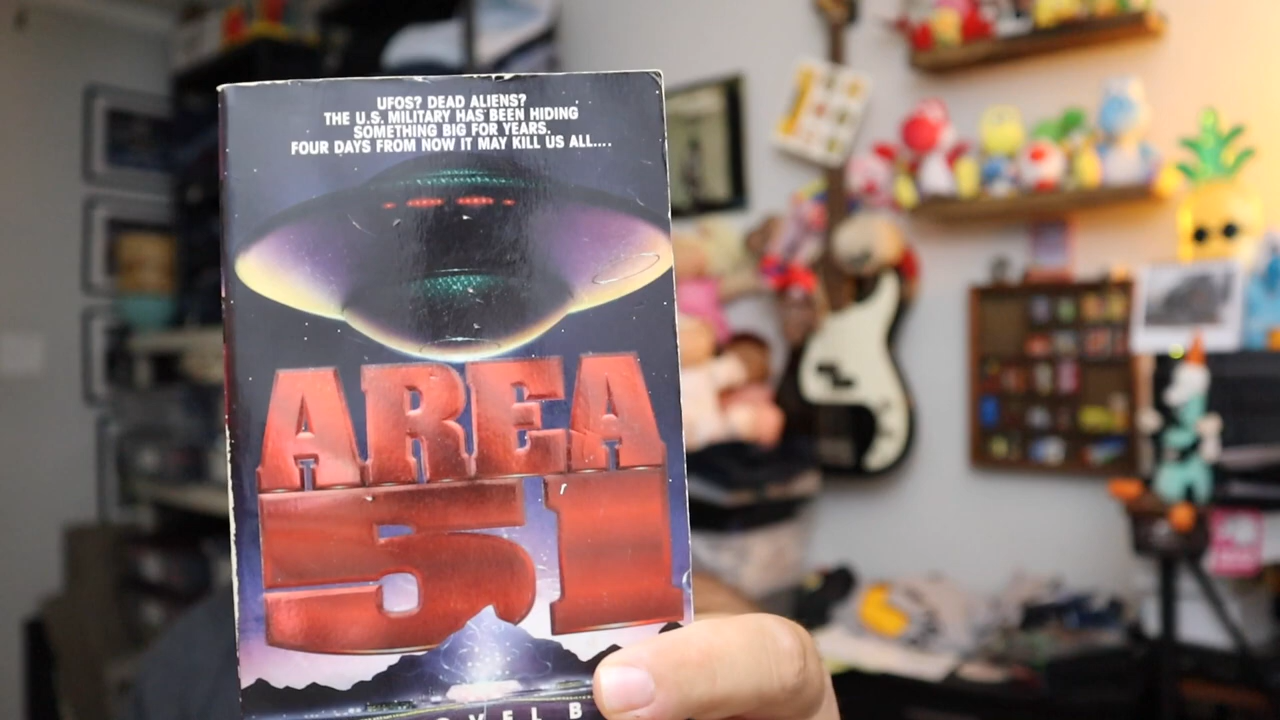 UFOS? DEAD ALIENS?
THE U.S. MILITARY HAS BEEN HIDING
SOMETHING BIG FOR YEARS.
FOUR DAYS FROM NOW IT MAY KILL US ALL....
AREA
51
OVEL B